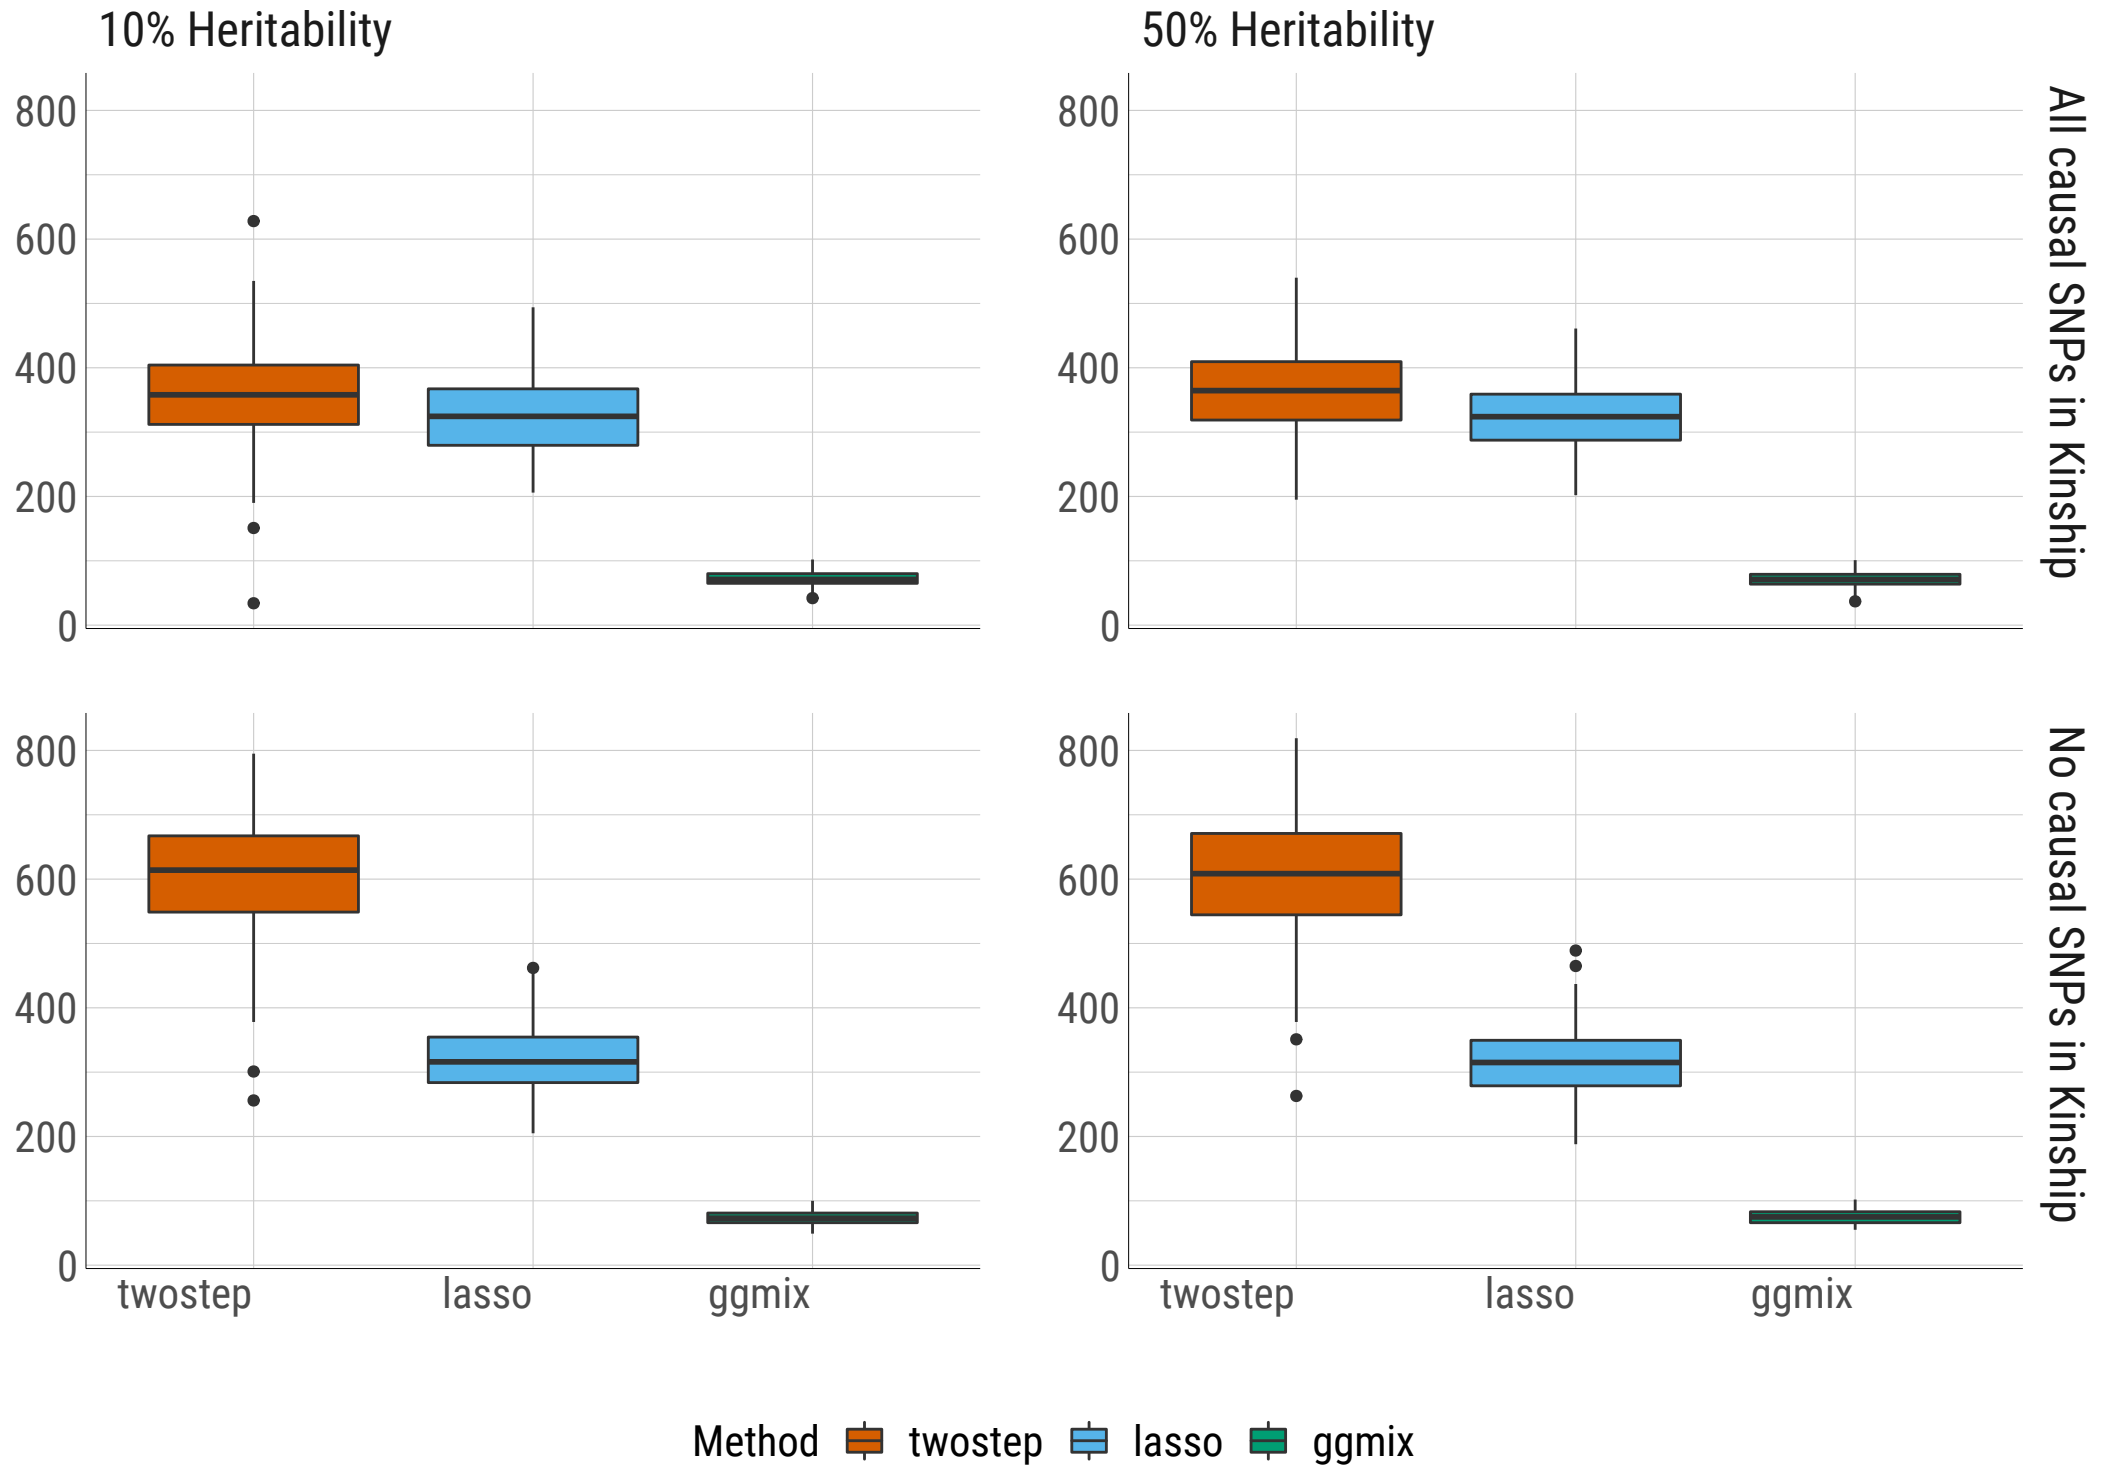 10% Heritability
50% Heritability
800
600
400
200
0
800
600
400
200
0
All causal SNPs in Kinship
800
600
400
200
0
twostep lasso ggmix
800
600
400
200
0
twostep lasso ggmix
No causal SNPs in Kinship
Method twostep lasso ggmix